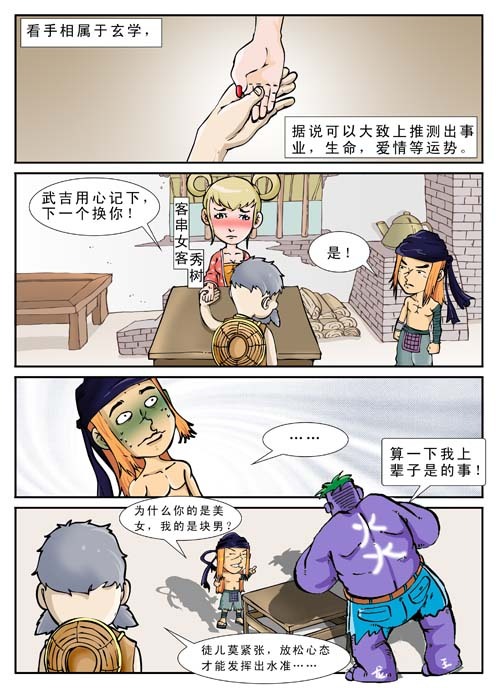 看手相属于玄学，
据说可以大致上推测出事
业，生命，爱情等运势。
武吉用心记下，
下一个换你！
客串女客
秀树
是！
……
算一下我上
辈子是的事！
为什么你的是美
女，我的是块男？
徒儿莫紧张，放松心态
才能发挥出水准……